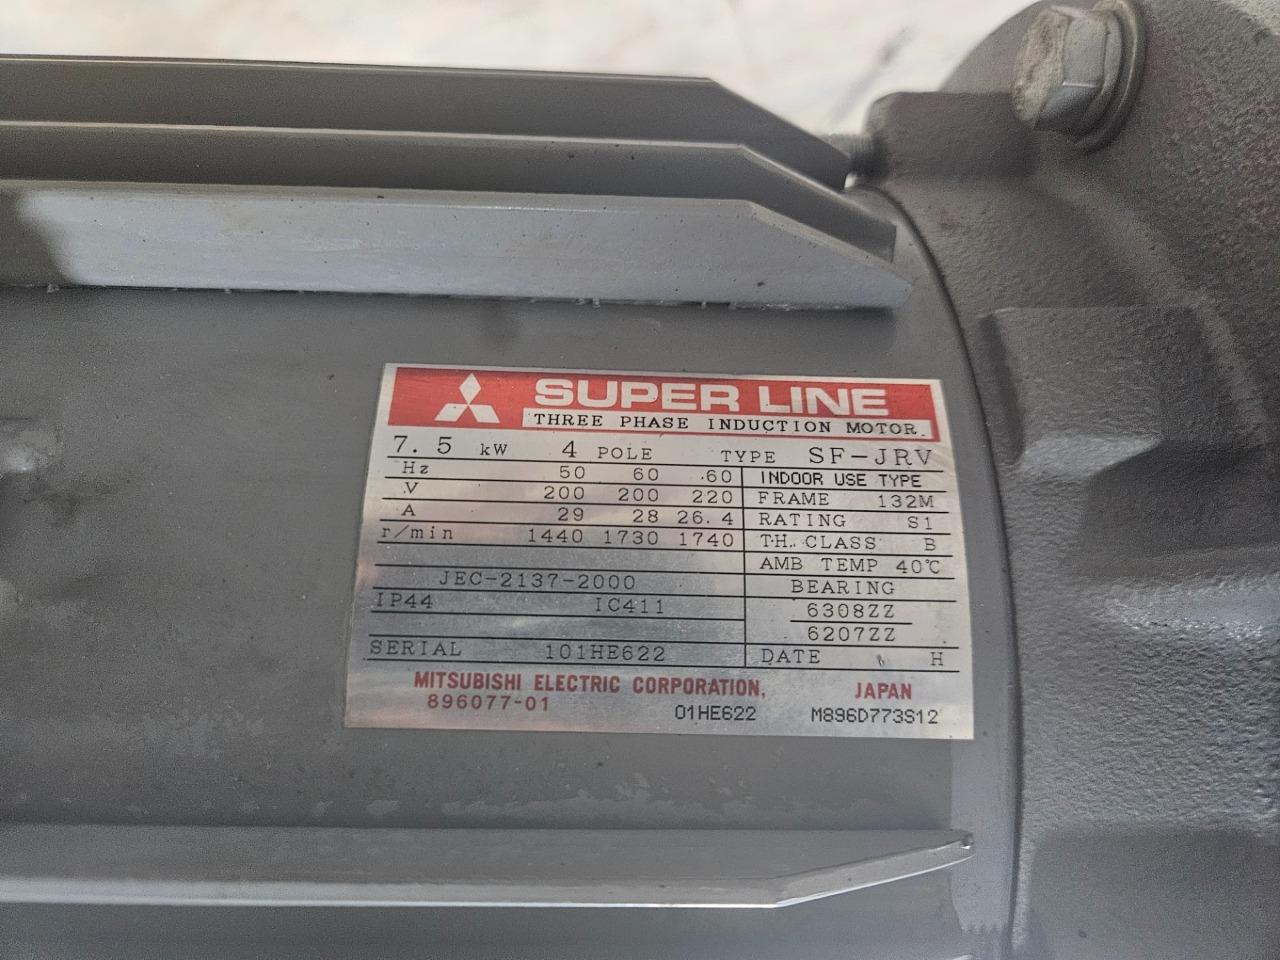 SUPER LINE
THREE PHASE INDUCTION MOTOR
7.5 kW 4 POLE TYPE SF-JRV
Hz 50 60 60 INDOOR USE TYPE
V 200 200 220 FRAME 132M
A 29 28 26.4 RATING S1
r/min 1440 1730 1740 TH. CLASS B
AMB TEMP 40℃
JEC-2137-2000 BEARING
IP44 IC411 6308ZZ
6207ZZ
SERIAL 101HE622 DATE H
MITSUBISHI ELECTRIC CORPORATION, JAPAN
896077-01 01HE622 M896D773S12